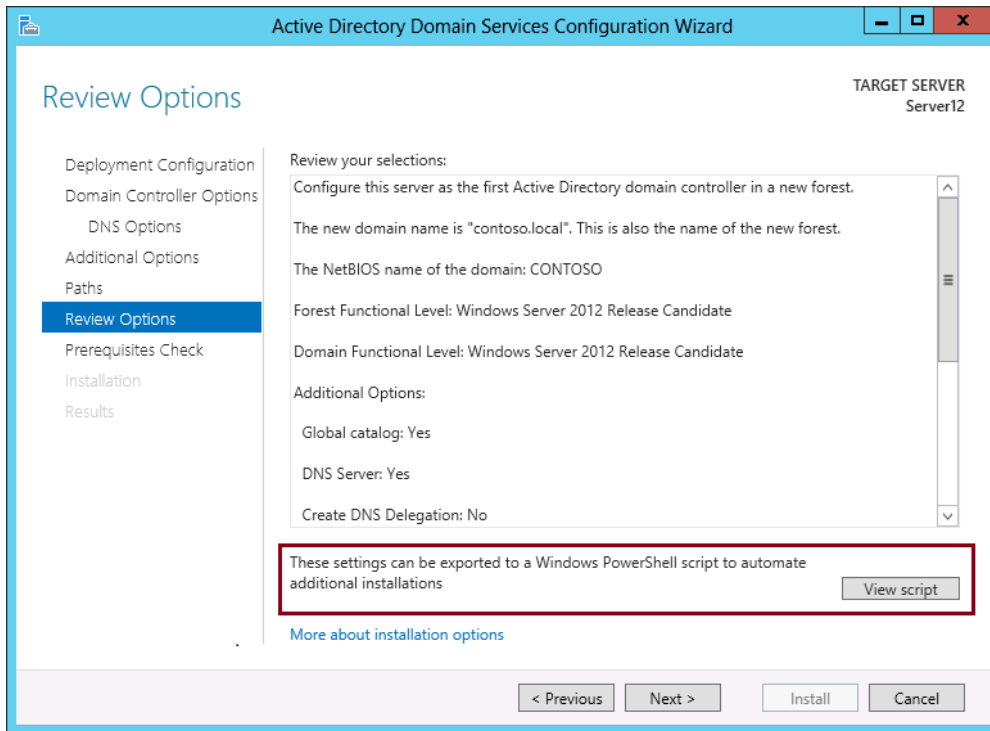 Active Directory Domain Services Configuration Wizard
Review Options
TARGET SERVER
Server12
Deployment Configuration
Domain Controller Options
DNS Options
Additional Options
Paths
Review Options
Prerequisites Check
Installation
Results
Review your selections:
Configure this server as the first Active Directory domain controller in a new forest.
The new domain name is "contoso.local". This is also the name of the new forest.
The NetBIOS name of the domain: CONTOSO
Forest Functional Level: Windows Server 2012 Release Candidate
Domain Functional Level: Windows Server 2012 Release Candidate
Additional Options:
Global catalog: Yes
DNS Server: Yes
Create DNS Delegation: No
These settings can be exported to a Windows PowerShell script to automate
additional installations
View script
More about installation options
< Previous
Next >
Install
Cancel